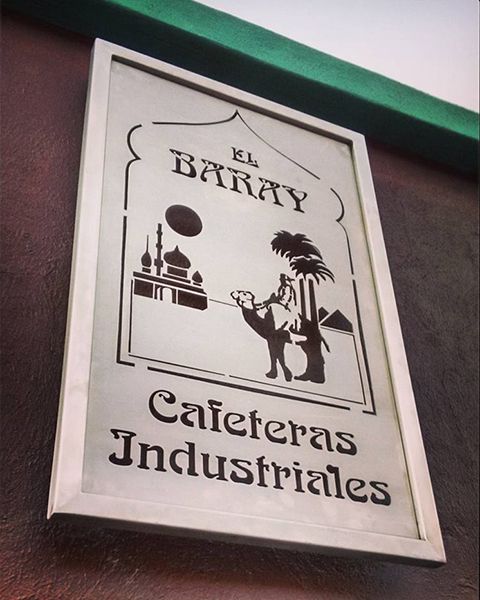 EL
BARAY
Cafeteras
Industriales